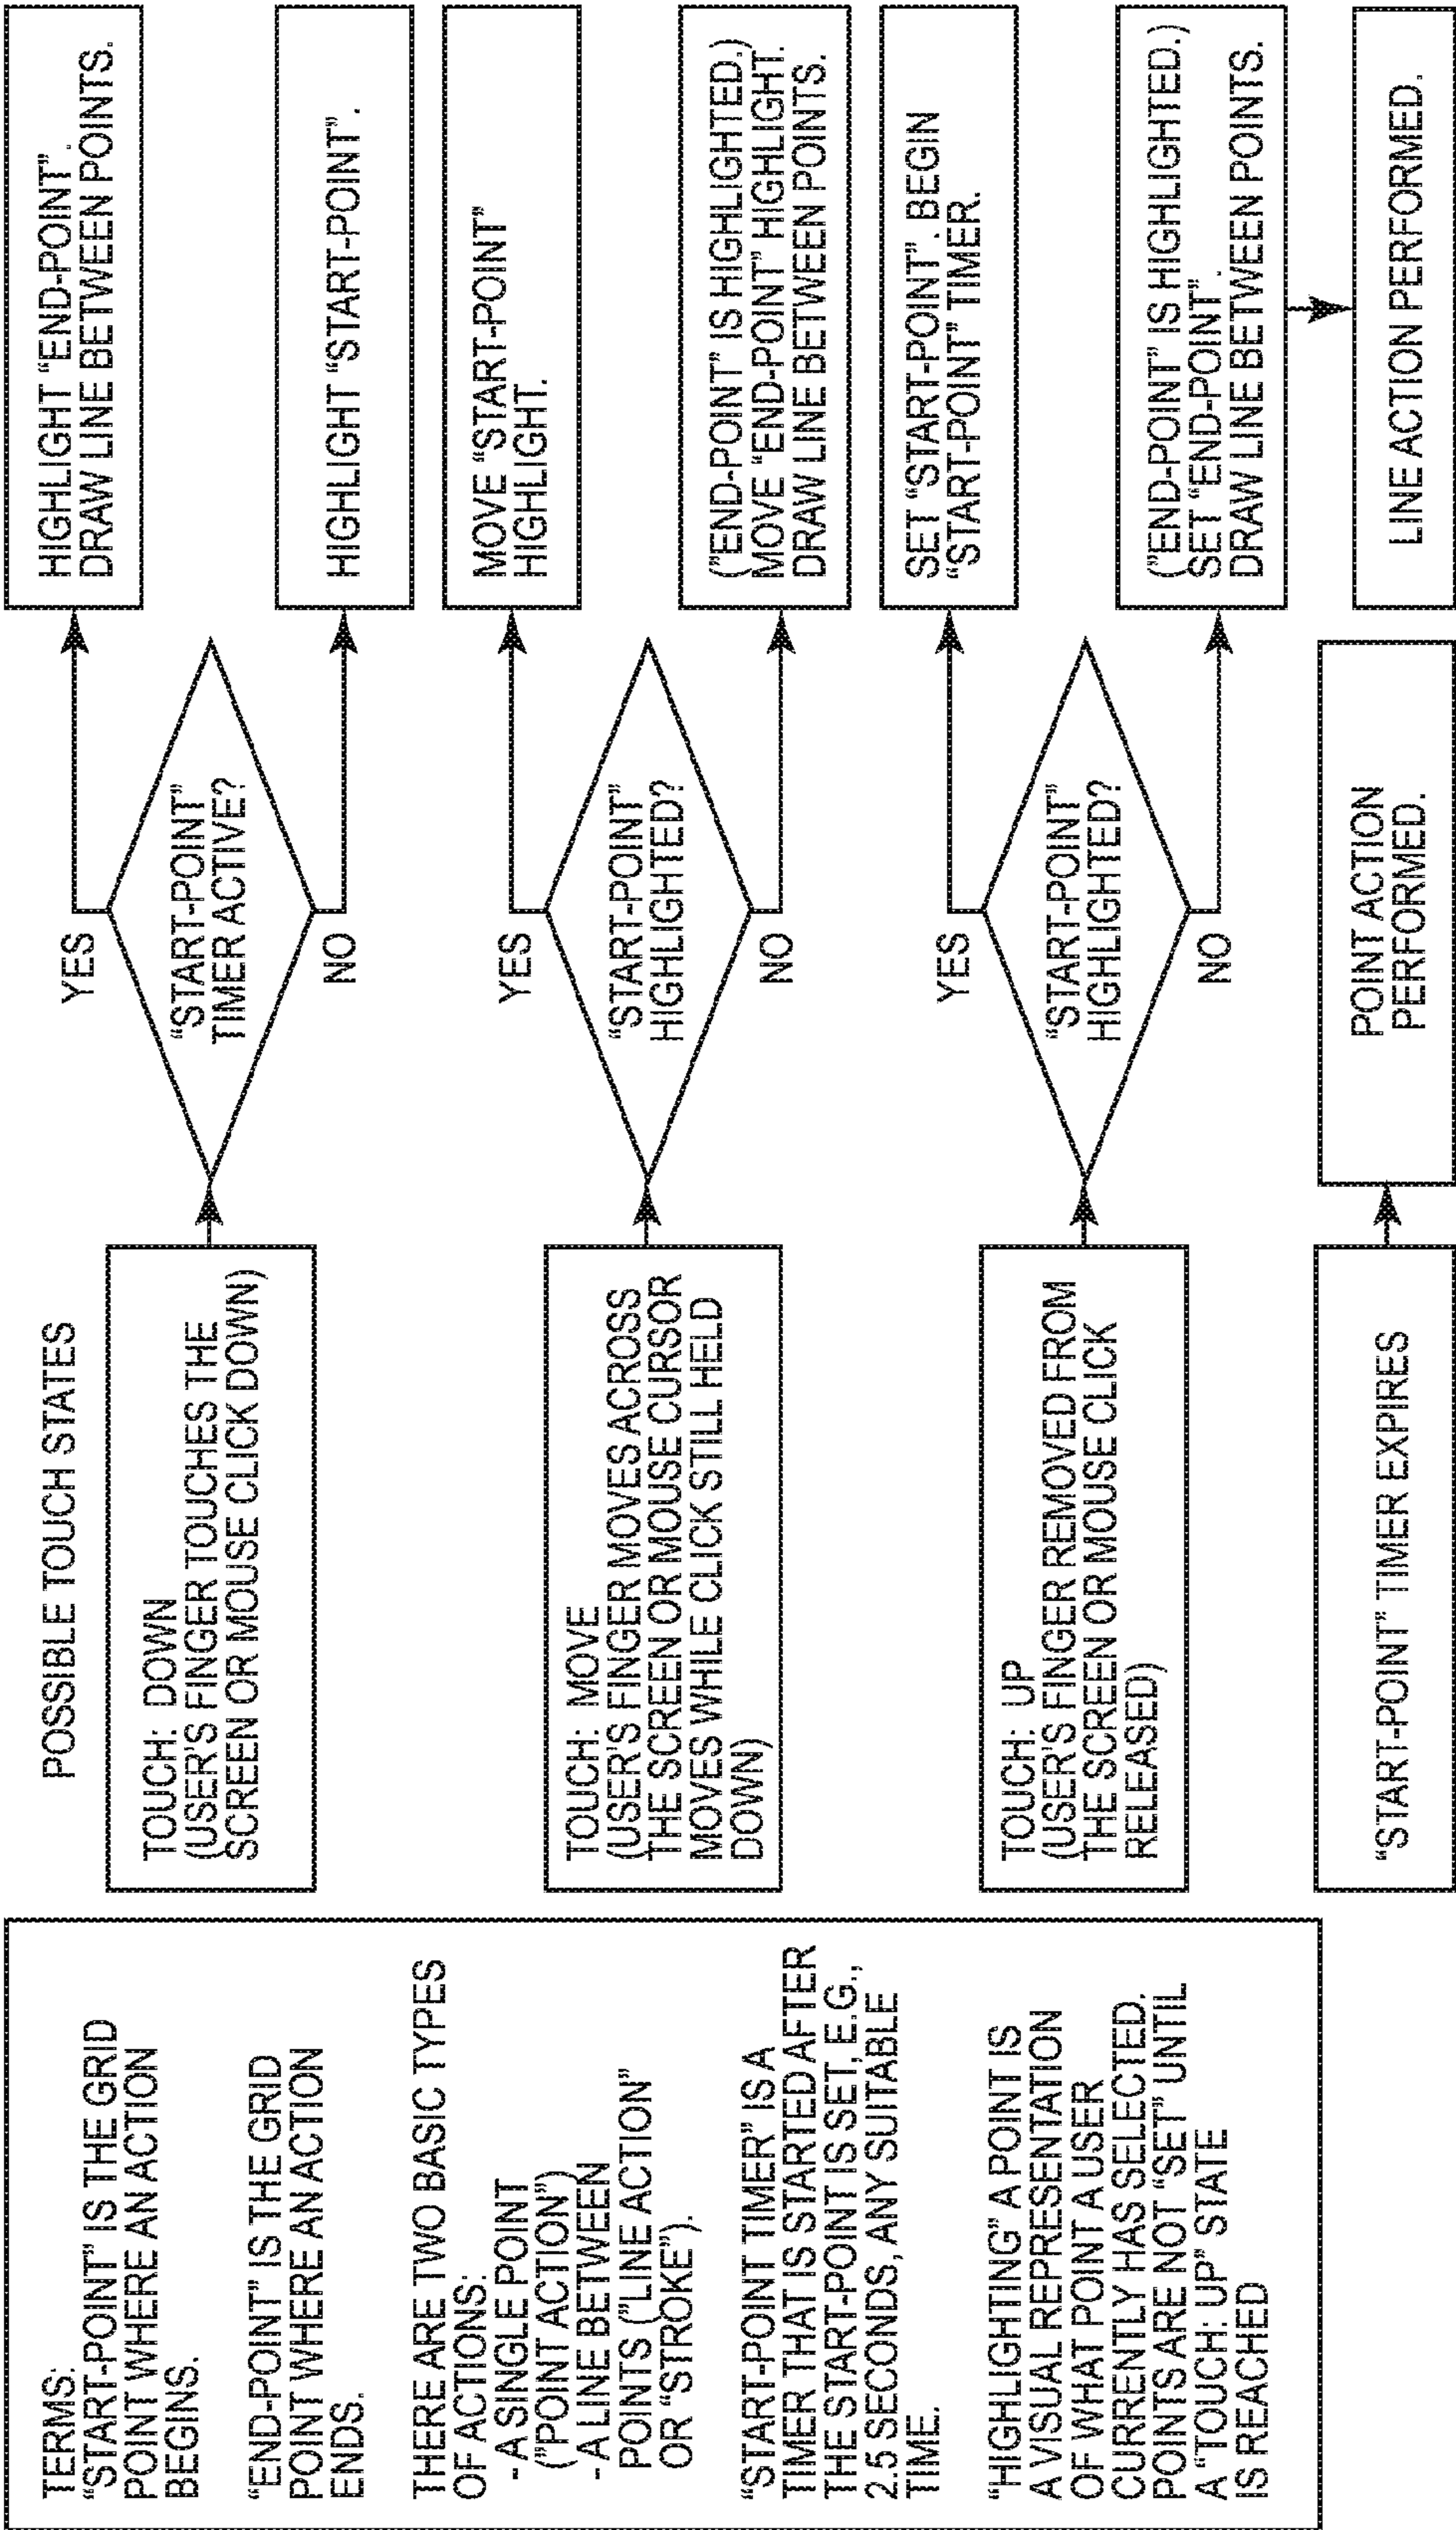 TERMS:
“START-POINT” IS THE GRID
POINT WHERE AN ACTION
BEGINS.
“END-POINT” IS THE GRID
POINT WHERE AN ACTION
ENDS.
THERE ARE TWO BASIC TYPES
OF ACTIONS:
- A SINGLE POINT
("POINT ACTION”)
- A LINE BETWEEN
POINTS ("LINE ACTION”
OR “STROKE”).
“START-POINT TIMER” IS A
TIMER THAT IS STARTED AFTER
THE START-POINT IS SET, E.G.,
2.5 SECONDS, ANY SUITABLE
TIME.
“HIGHLIGHTING” A POINT IS
A VISUAL REPRESENTATION
OF WHAT POINT A USER
CURRENTLY HAS SELECTED.
POINTS ARE NOT “SET” UNTIL
A “TOUCH: UP” STATE
IS REACHED
POSSIBLE TOUCH STATES
TOUCH: DOWN
(USER'S FINGER TOUCHES THE
SCREEN OR MOUSE CLICK DOWN)
“START-POINT”
TIMER ACTIVE?
YES
HIGHLIGHT “END-POINT”.
DRAW LINE BETWEEN POINTS.
NO
HIGHLIGHT “START-POINT”.
TOUCH: MOVE
(USER'S FINGER MOVES ACROSS
THE SCREEN OR MOUSE CURSOR
MOVES WHILE CLICK STILL HELD
DOWN)
“START-POINT”
HIGHLIGHTED?
YES
MOVE “START-POINT”
HIGHLIGHT.
NO
("END-POINT” IS HIGHLIGHTED.)
MOVE “END-POINT” HIGHLIGHT.
DRAW LINE BETWEEN POINTS.
TOUCH: UP
(USER'S FINGER REMOVED FROM
THE SCREEN OR MOUSE CLICK
RELEASED)
“START-POINT”
HIGHLIGHTED?
YES
SET “START-POINT”. BEGIN
“START-POINT” TIMER.
NO
("END-POINT” IS HIGHLIGHTED.)
SET “END-POINT”.
DRAW LINE BETWEEN POINTS.
LINE ACTION PERFORMED.
“START-POINT” TIMER EXPIRES
POINT ACTION
PERFORMED.